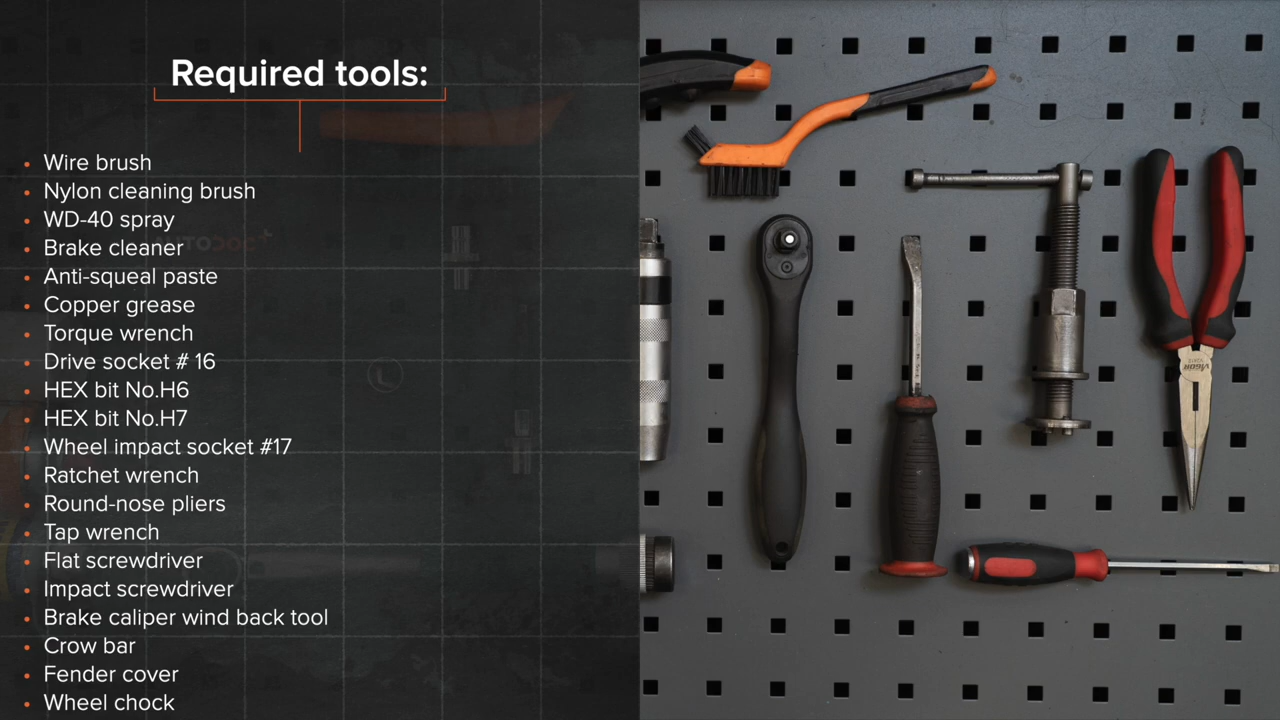 Required tools:
Wire brush
Nylon cleaning brush
WD-40 spray
Brake cleaner
Anti-squeal paste
Copper grease
Torque wrench
Drive socket # 16
HEX bit No.H6
HEX bit No.H7
Wheel impact socket #17
Ratchet wrench
Round-nose pliers
Tap wrench
Flat screwdriver
Impact screwdriver
Brake caliper wind back tool
Crow bar
Fender cover
Wheel chock
VIGOR